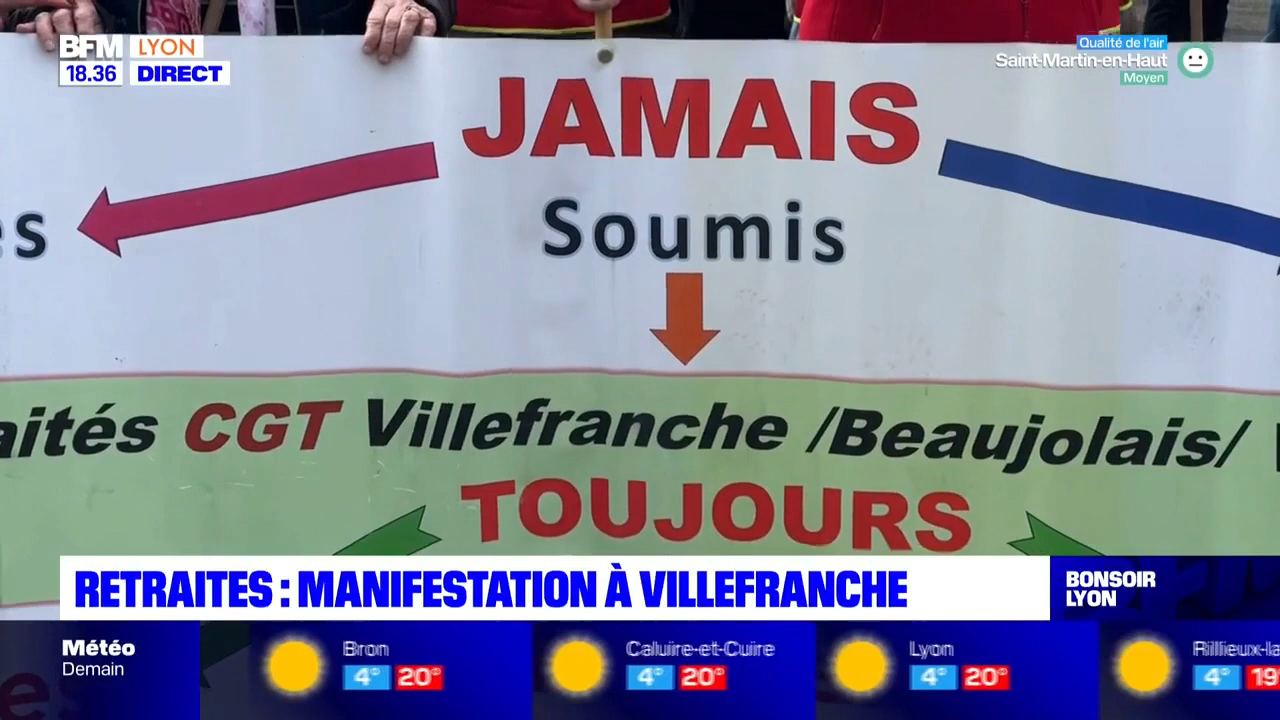 BFM LYON
18.36 DIRECT
Qualité de l'air
Saint-Martin-en-Haut
Moyen
JAMAIS
Soumis
CGT Villefranche /Beaujolais/
TOUJOURS
RETRAITES : MANIFESTATION À VILLEFRANCHE
BONSOIR
LYON
Météo
Demain
Bron
4° 20°
Caluire-et-Cuire
4° 20°
Lyon
4° 20°
Rillieux-la
4° 19°